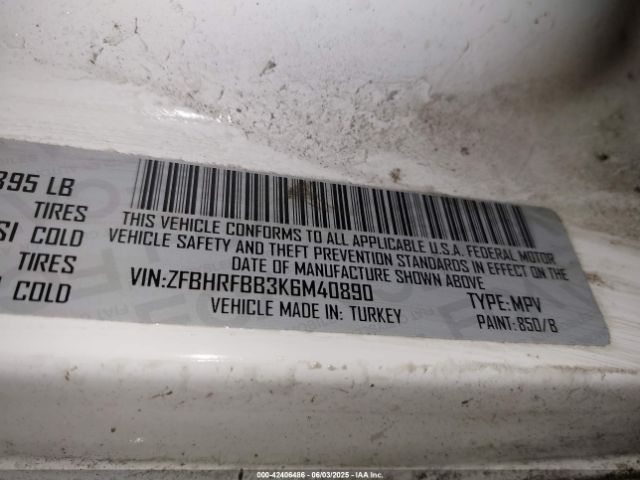 395 LB
TIRES
SI COLD
TIRES
COLD
THIS VEHICLE CONFORMS TO ALL APPLICABLE U.S.A. FEDERAL MOTOR
VEHICLE SAFETY AND THEFT PREVENTION STANDARDS IN EFFECT ON THE
DATE OF MANUFACTURE SHOWN ABOVE
VIN:ZFBHRFBB3K6M40890
TYPE:MPV
VEHICLE MADE IN: TURKEY
PAINT: 850/B
000-42406486 - 06/03/2025 - IAA Inc.